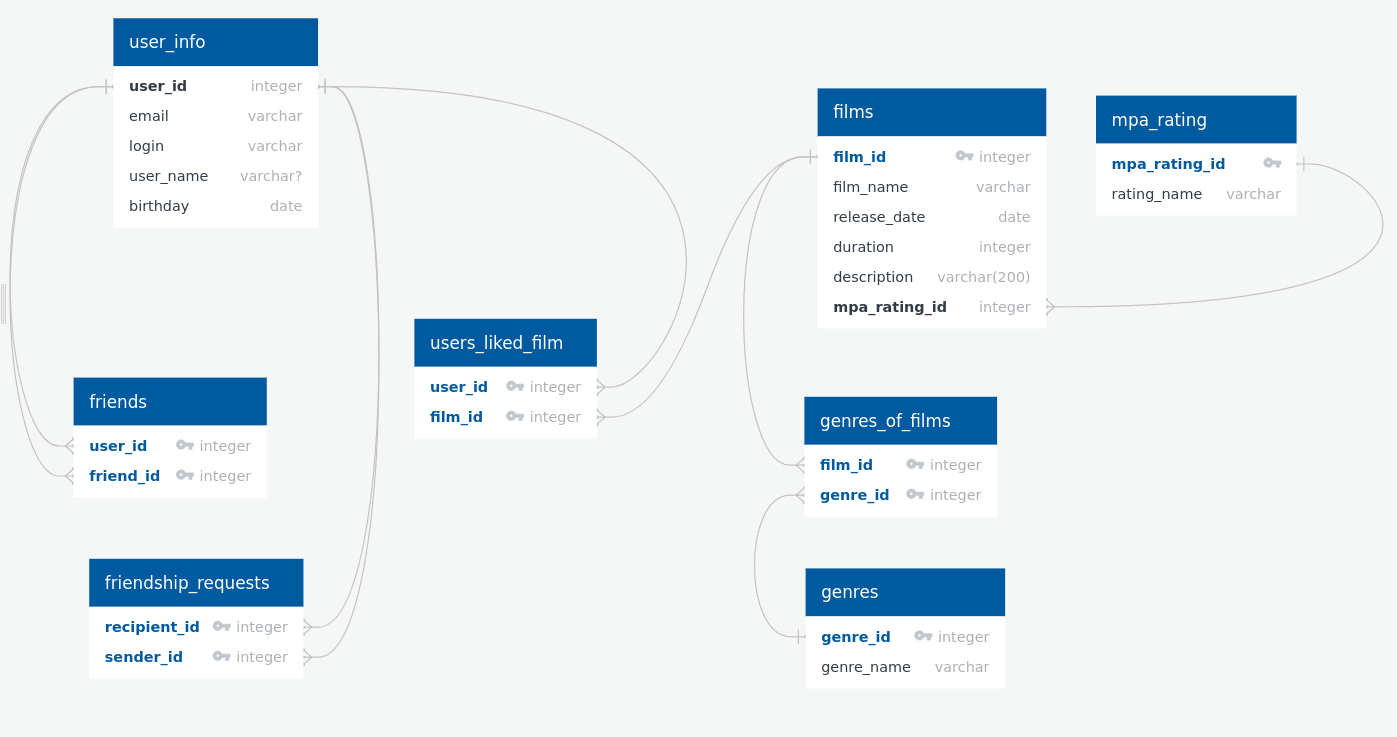 user_info
user_id integer
email varchar
login varchar
user_name varchar?
birthday date
films
film_id integer
film_name varchar
release_date date
duration integer
description varchar(200)
mpa_rating_id integer
mpa_rating
mpa_rating_id
rating_name varchar
users_liked_film
user_id integer
film_id integer
friends
user_id integer
friend_id integer
genres_of_films
film_id integer
genre_id integer
friendship_requests
recipient_id integer
sender_id integer
genres
genre_id integer
genre_name varchar